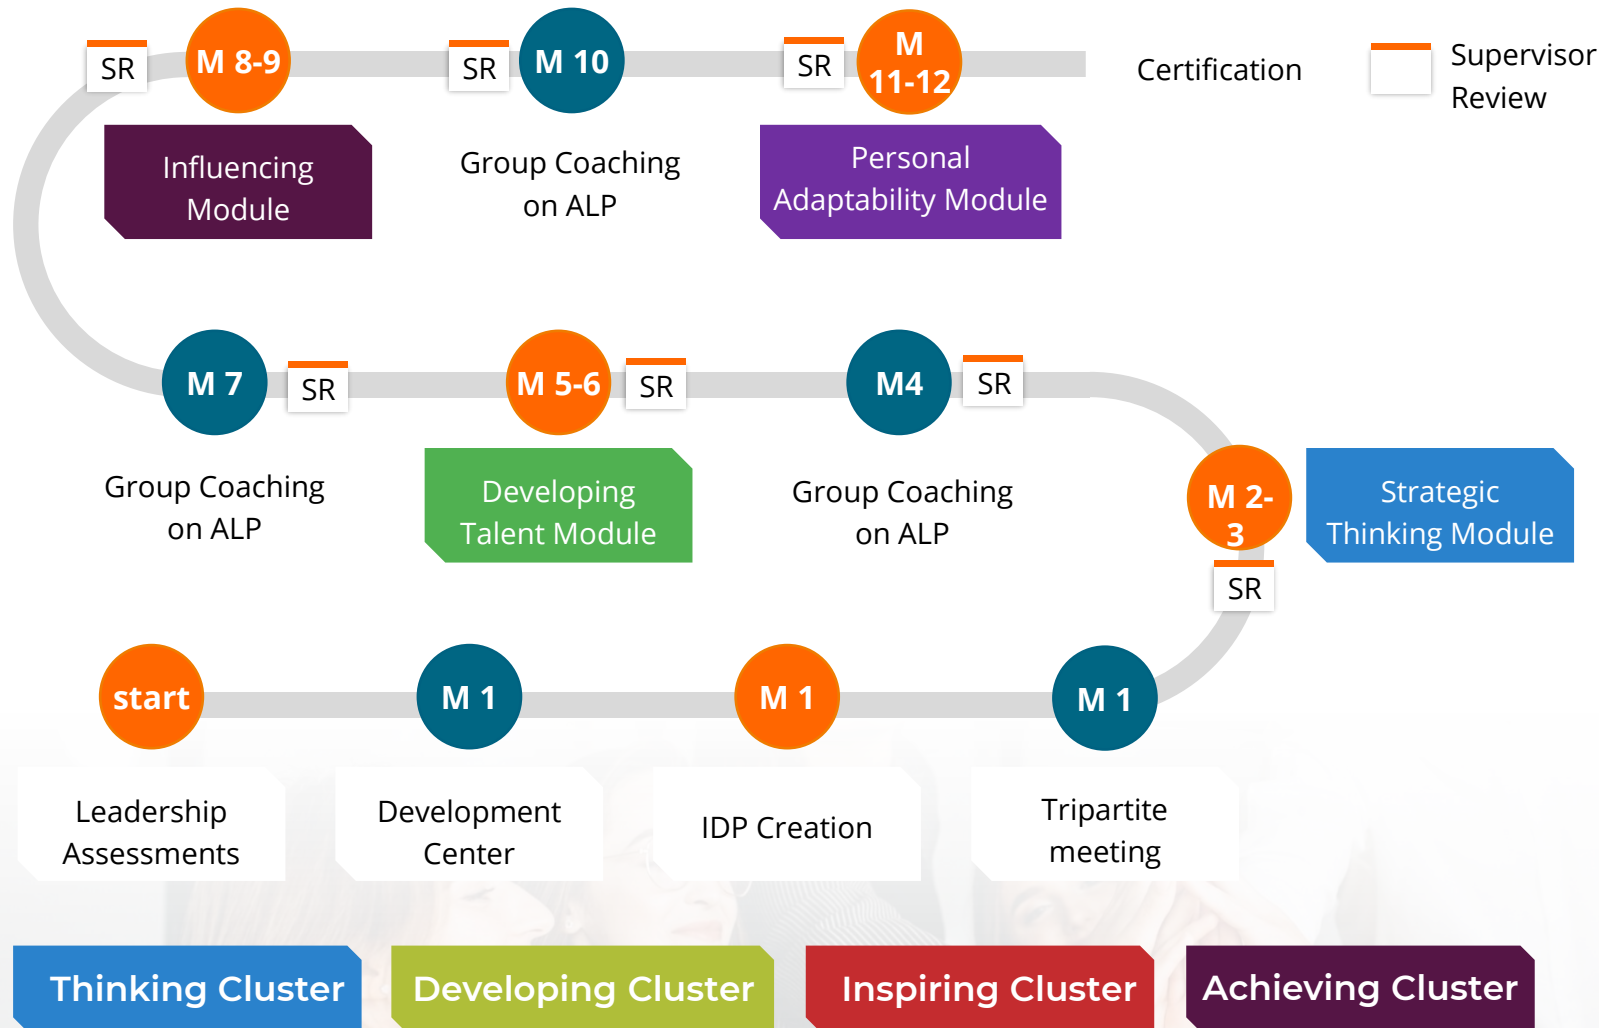 SR
M 8-9
SR
M 10
SR
M
11-12
Certification
Supervisor
Review
Influencing
Module
Group Coaching
on ALP
Personal
Adaptability Module
M 7
SR
M 5-6
SR
M4
SR
Group Coaching
on ALP
Developing
Talent Module
Group Coaching
on ALP
M 2-
3
Strategic
Thinking Module
SR
start
M 1
M 1
M 1
Leadership
Assessments
Development
Center
IDP Creation
Tripartite
meeting
Thinking Cluster
Developing Cluster
Inspiring Cluster
Achieving Cluster